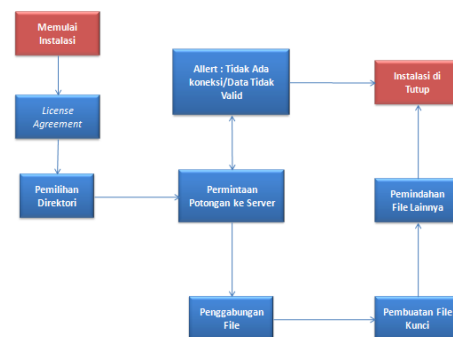 Memulai
Instalasi
Allert : Tidak Ada
koneksi/Data Tidak
Valid
Instalasi di
Tutup
License
Agreement
Pemilihan
Direktori
Permintaan
Potongan ke Server
Pemindahan
File Lainnya
Penggabungan
File
Pembuatan File
Kunci